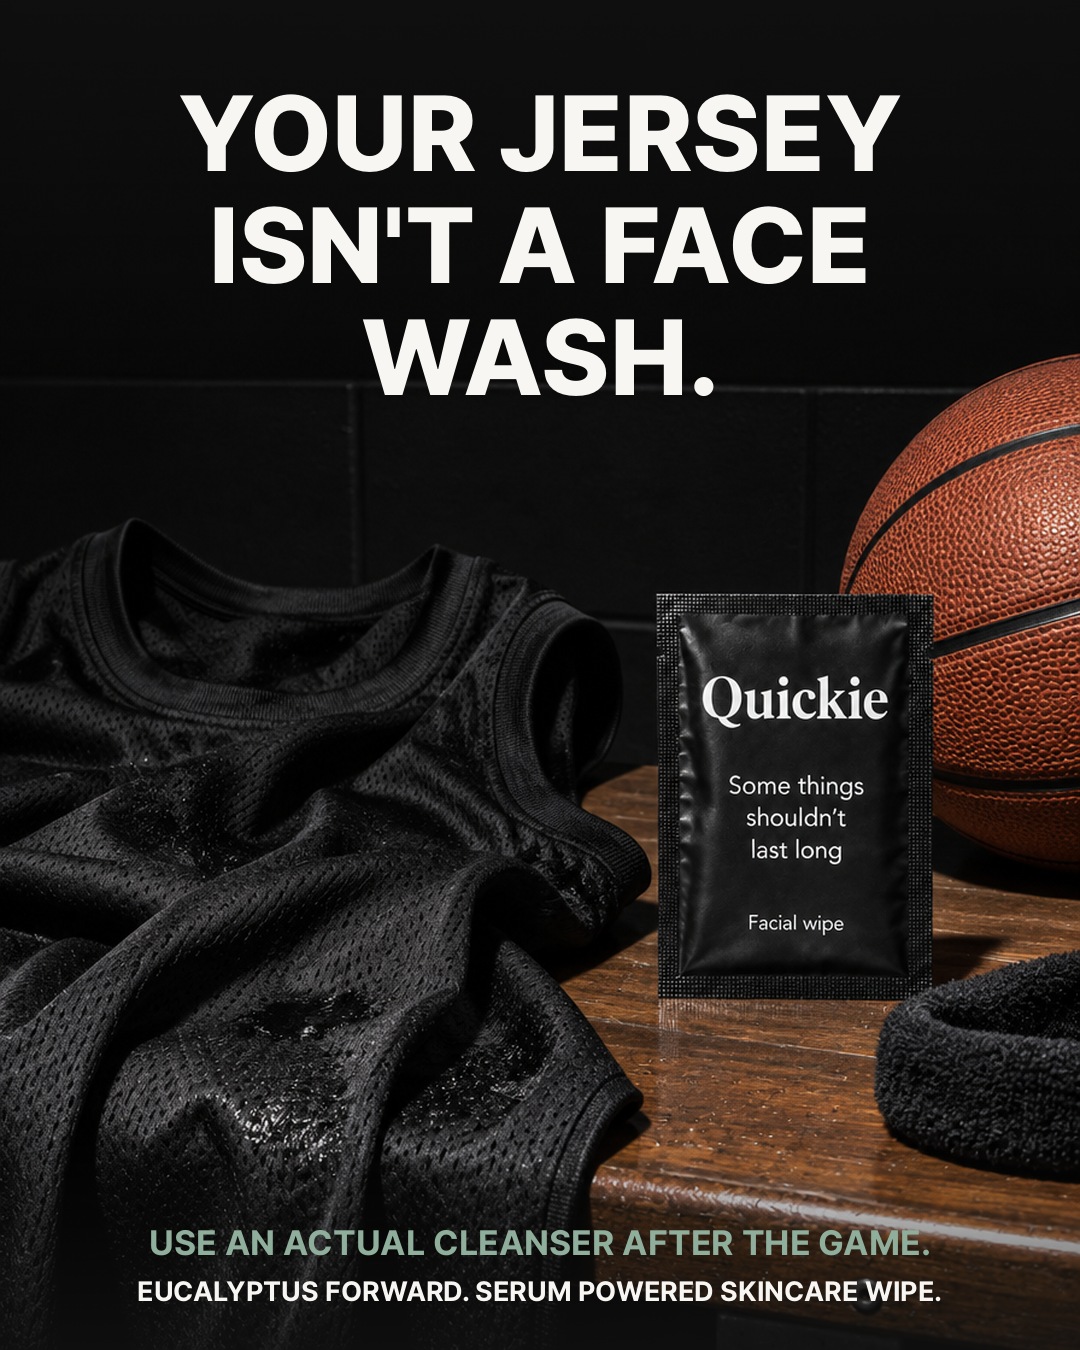 YOUR JERSEY
ISN'T A FACE
WASH.
Quickie
Some things
shouldn’t
last long
Facial wipe
USE AN ACTUAL CLEANSER AFTER THE GAME.
EUCALYPTUS FORWARD. SERUM POWERED SKINCARE WIPE.